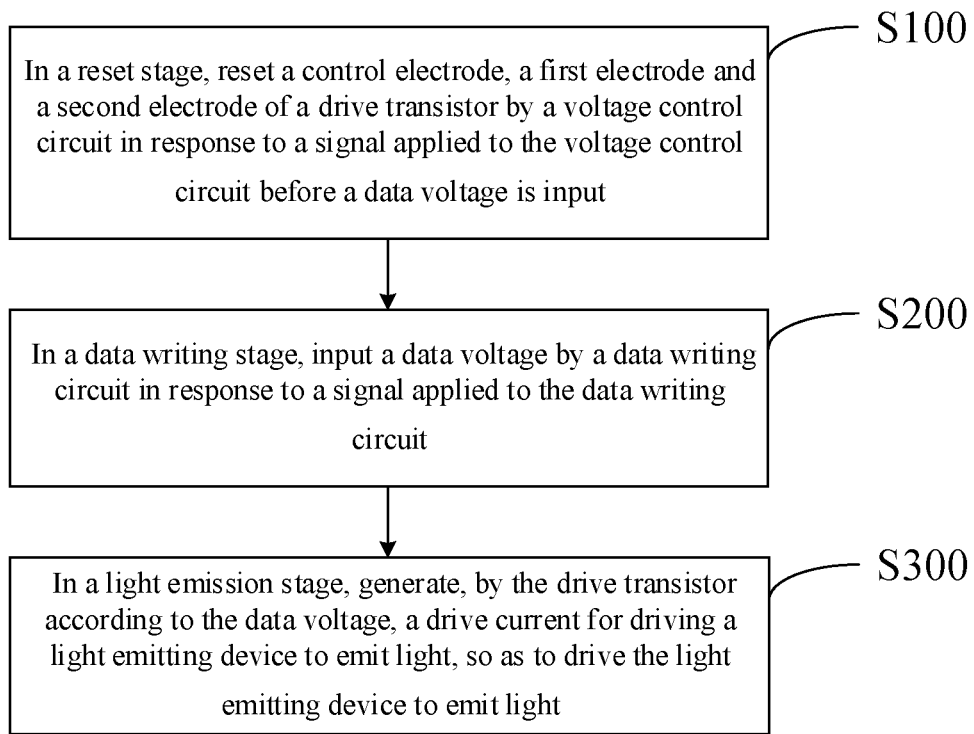 S100
In a reset stage, reset a control electrode, a first electrode and
a second electrode of a drive transistor by a voltage control
circuit in response to a signal applied to the voltage control
circuit before a data voltage is input
S200
In a data writing stage, input a data voltage by a data writing
circuit in response to a signal applied to the data writing
circuit
S300
In a light emission stage, generate, by the drive transistor
according to the data voltage, a drive current for driving a
light emitting device to emit light, so as to drive the light
emitting device to emit light